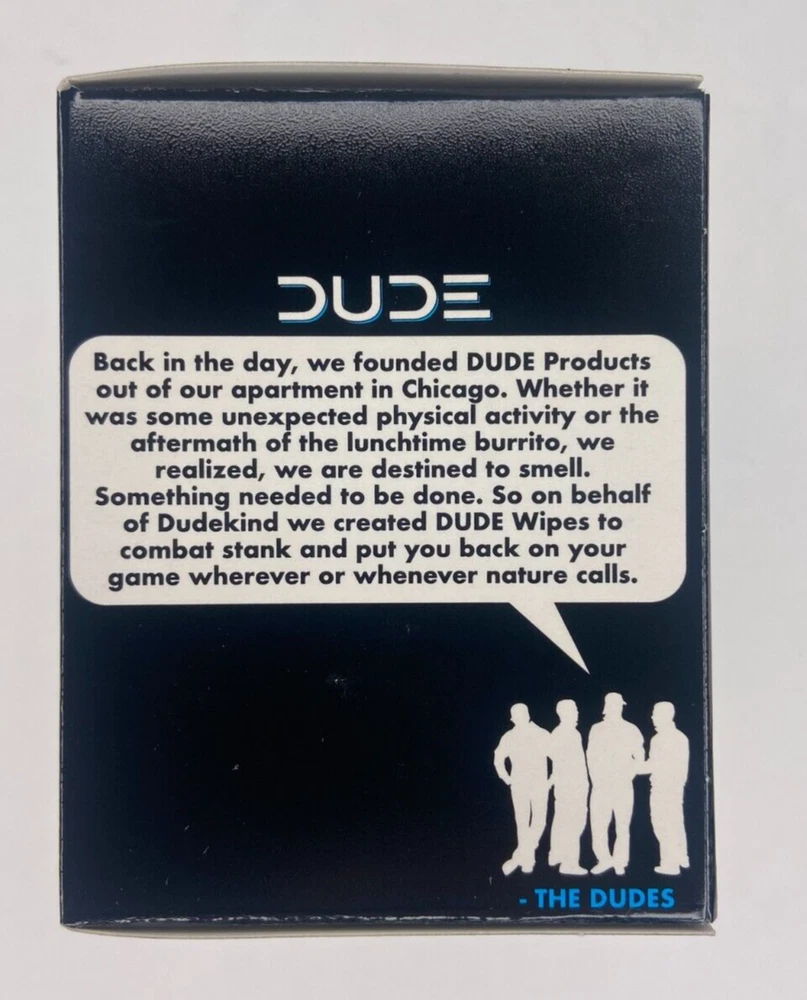 DUDE
Back in the day, we founded DUDE Products
out of our apartment in Chicago. Whether it
was some unexpected physical activity or the
aftermath of the lunchtime burrito, we
realized, we are destined to smell.
Something needed to be done. So on behalf
of Dudekind we created DUDE Wipes to
combat stank and put you back on your
game wherever or whenever nature calls.
- THE DUDES